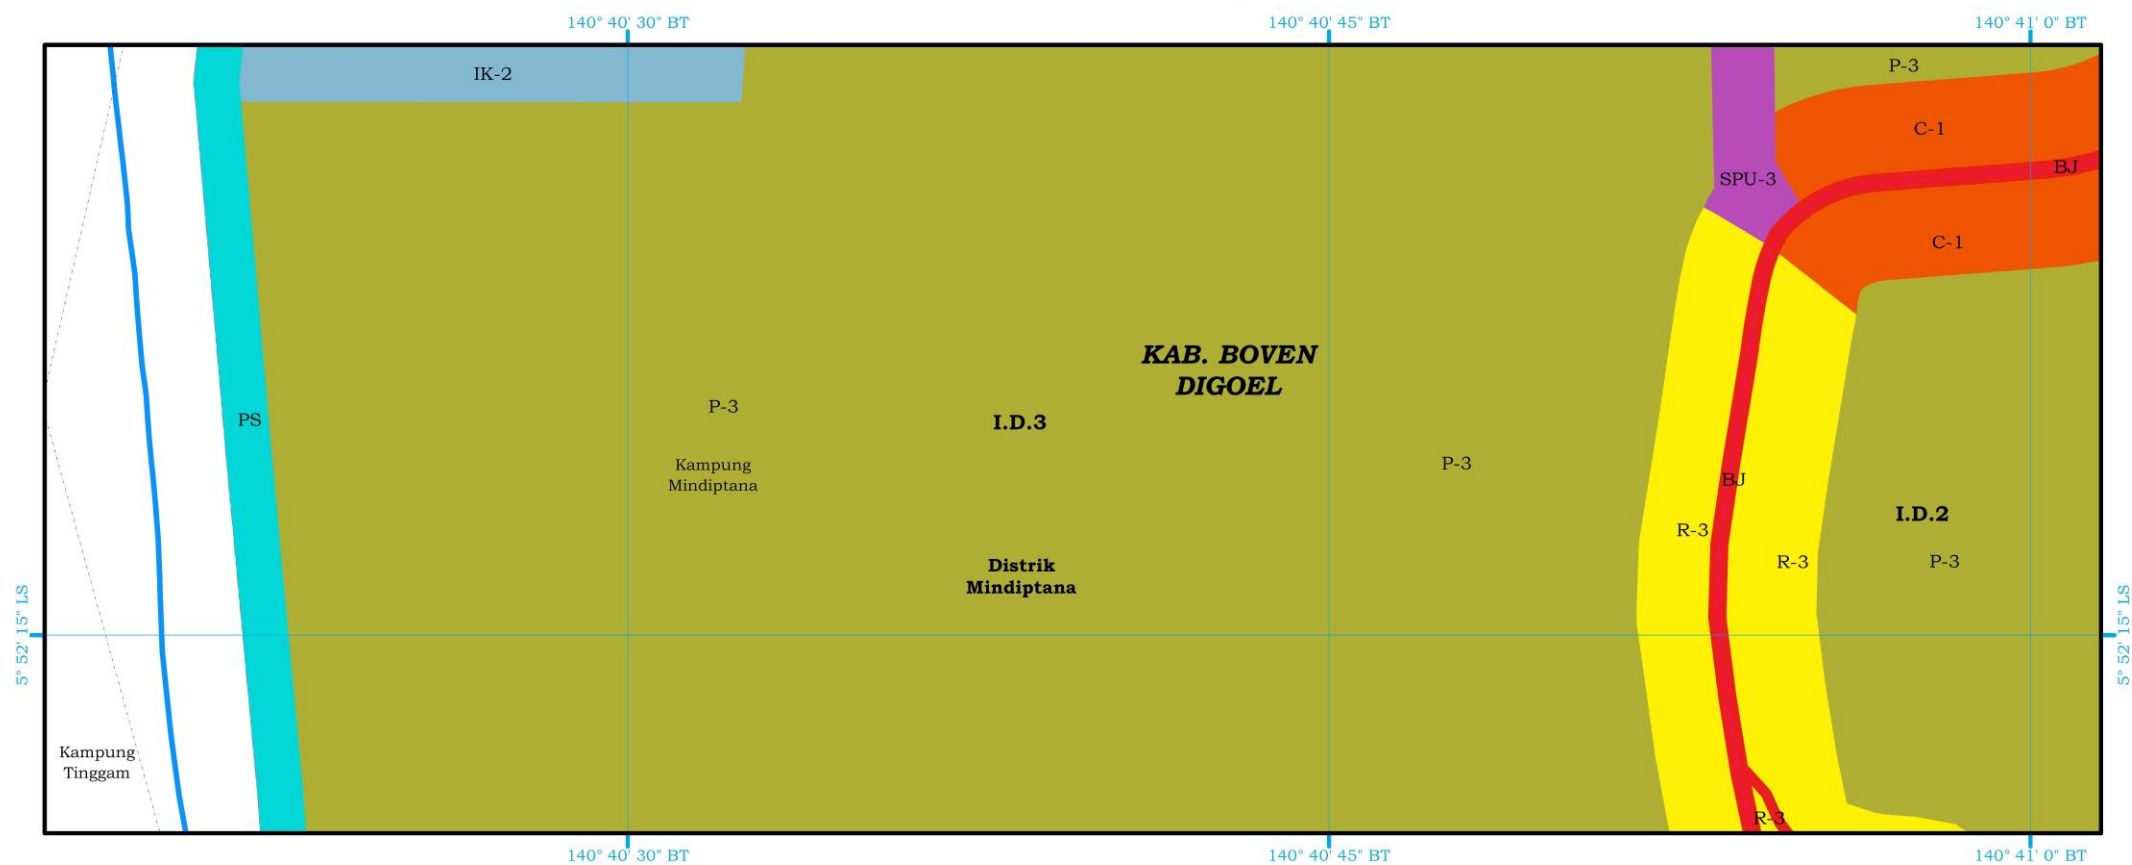 140° 40' 30" BT
140° 40' 45" BT
140° 41' 0" BT
IK-2
P-3
C-1
BJ
SPU-3
C-1
KAB. BOVEN
DIGOEL
P-3
PS
I.D.3
Kampung
Mindiptana
P-3
BJ
I.D.2
R-3
R-3
P-3
Distrik
Mindiptana
5° 52' 15" LS
5° 52' 15" LS
Kampung
Tinggam
R-3
140° 40' 30" BT
140° 40' 45" BT
140° 41' 0" BT